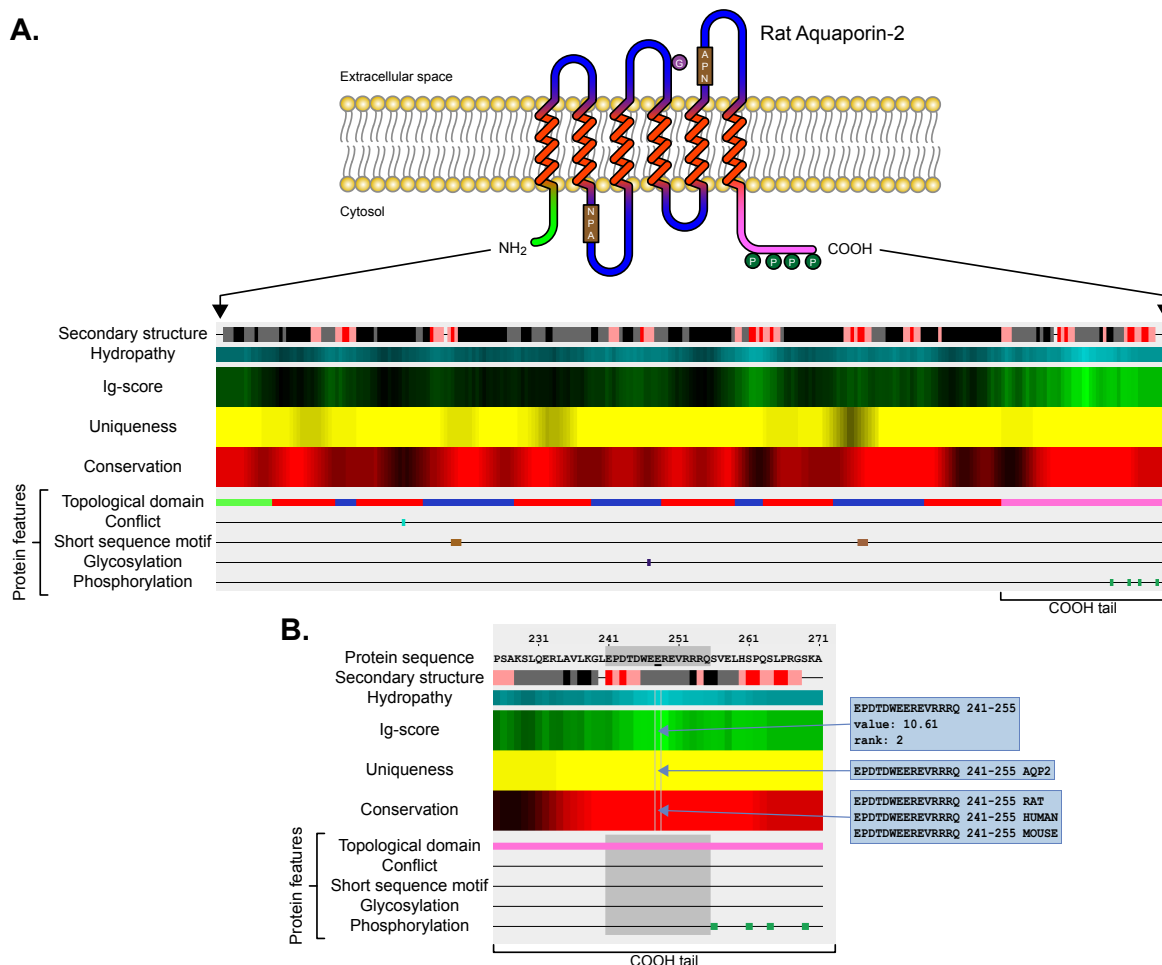 A.
Rat Aquaporin-2
Extracellular space
G
A
P
N
Cytosol
N
P
A
NH2
COOH
P P P P
Secondary structure
Hydropathy
Ig-score
Uniqueness
Conservation
Protein features
Topological domain
Conflict
Short sequence motif
Glycosylation
Phosphorylation
COOH tail
B.
231 241 251 261 271
Protein sequence PSAKSLQERLAVLKGLEPDTDWEEREVRRRQSVELHSPQSLPRGSKA
Secondary structure
Hydropathy
Ig-score
Uniqueness
Conservation
EPDTDWEEREVRRRQ 241-255
value: 10.61
rank: 2
EPDTDWEEREVRRRQ 241-255 AQP2
EPDTDWEEREVRRRQ 241-255 RAT
EPDTDWEEREVRRRQ 241-255 HUMAN
EPDTDWEEREVRRRQ 241-255 MOUSE
Protein features
Topological domain
Conflict
Short sequence motif
Glycosylation
Phosphorylation
COOH tail